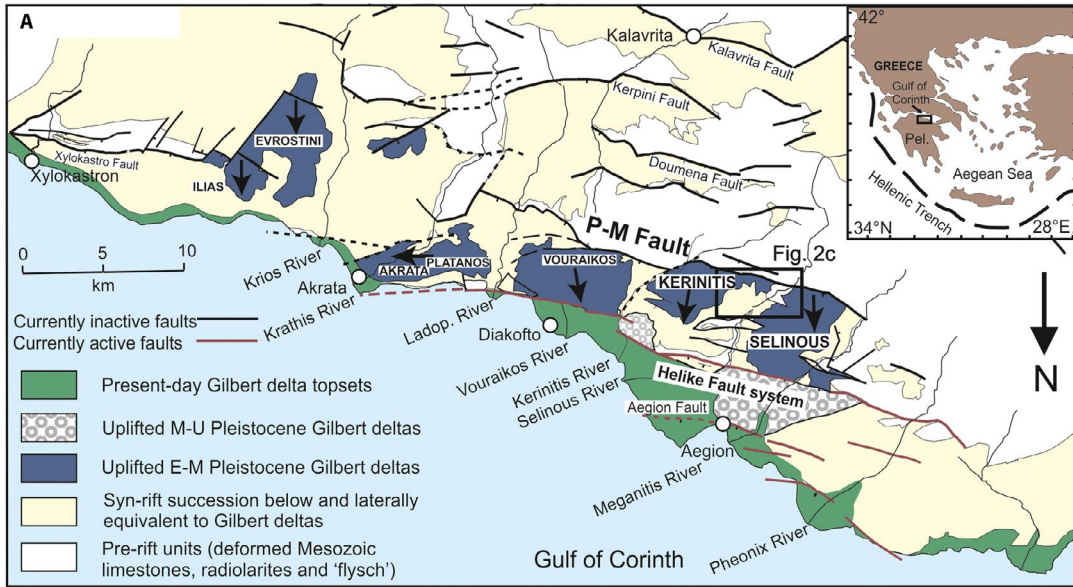 A
Kalavrita
Kalavrita Fault
Kerpini Fault
Doumena Fault
EVROSTINI
ILIAS
Xylokastro Fault
Xylokastron
0 5 10
km
P-M Fault
Fig. 2c
Krios River
Akrata
Krathis River
AKRATA
PLATANOS
VOURAIKOS
KERINITIS
SELINOUS
Ladop. River
Diakofto
Vouraikos River
Kerinitis River
Selinous River
Helike Fault system
Aegion Fault
Aegion
Meganitis River
Pheonix River
Gulf of Corinth
N
42°
GREECE
Gulf of
Corinth
Pel.
Aegean Sea
Hellenic Trench
34°N
28°E
Currently inactive faults
Currently active faults
Present-day Gilbert delta topsets
Uplifted M-U Pleistocene Gilbert deltas
Uplifted E-M Pleistocene Gilbert deltas
Syn-rift succession below and laterally
equivalent to Gilbert deltas
Pre-rift units (deformed Mesozoic
limestones, radiolarites and ‘flysch’)